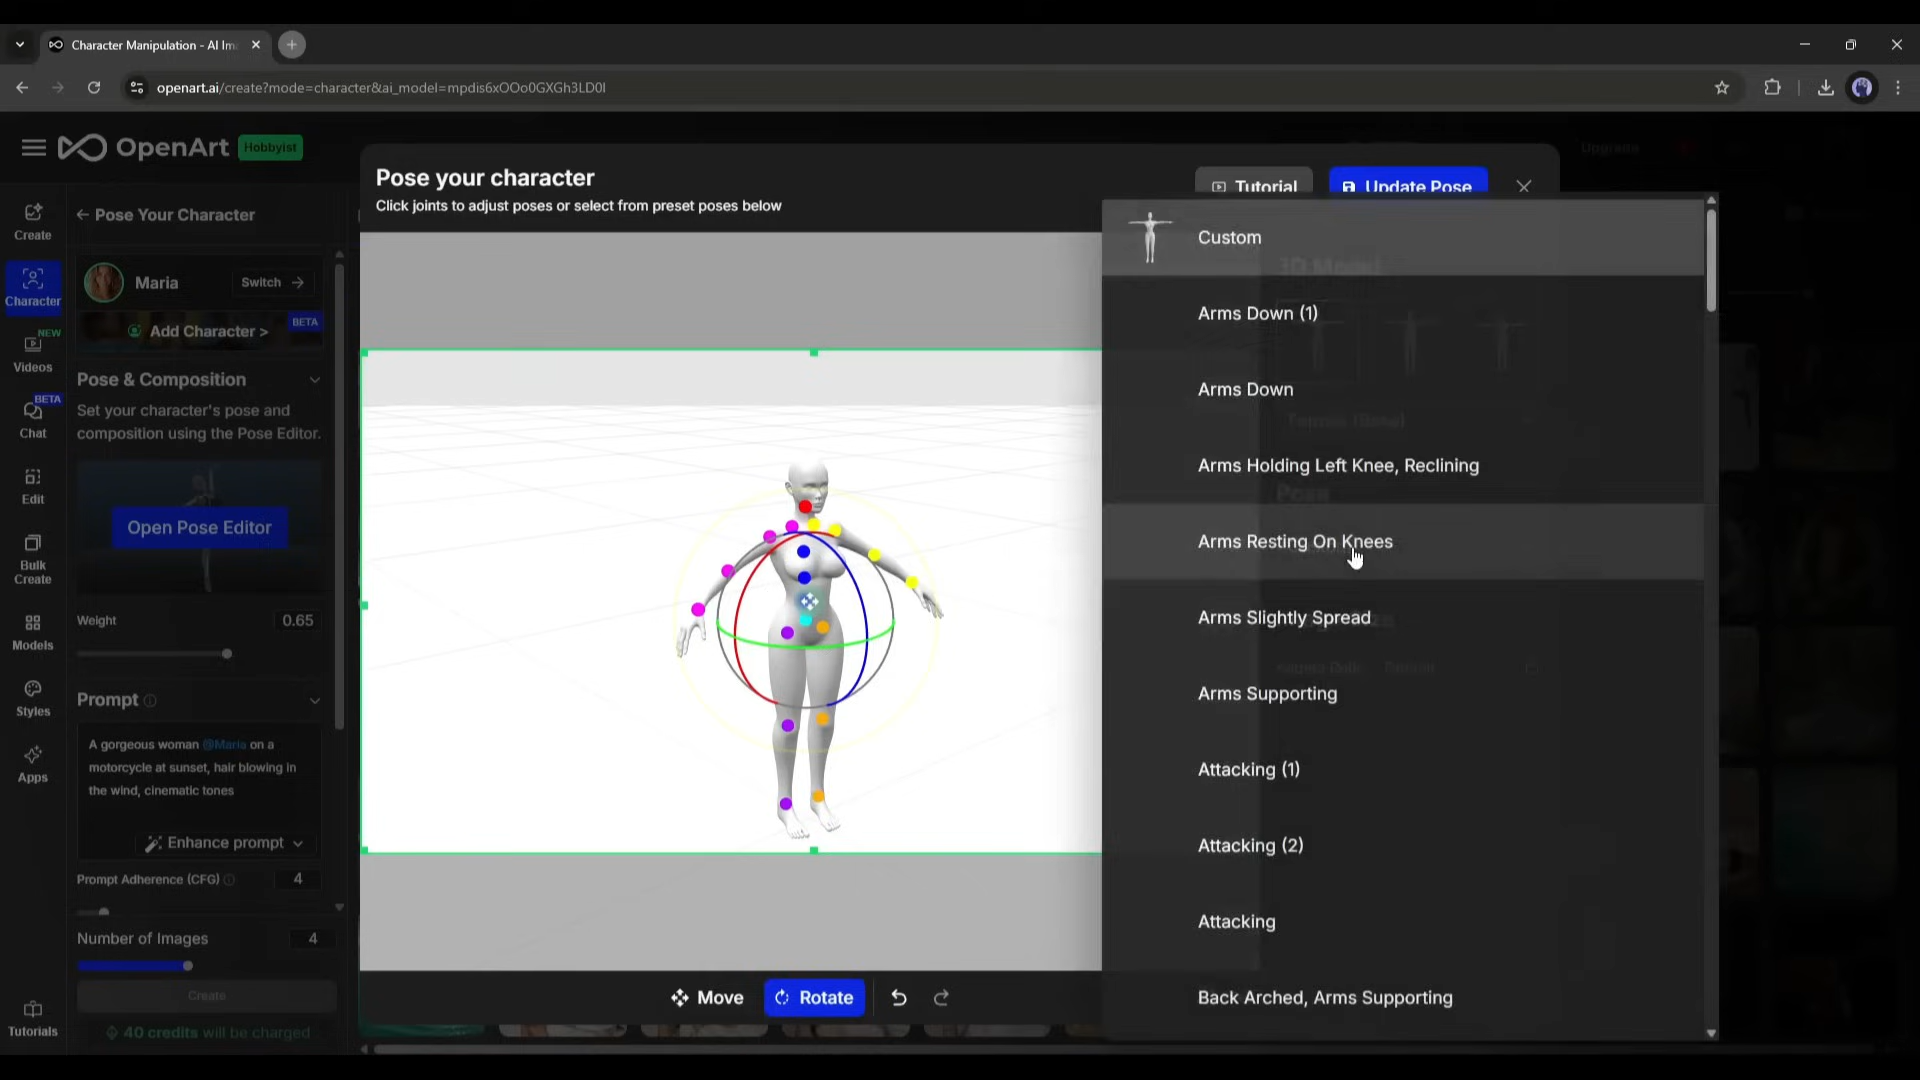 Character Manipulation - AI Im
openart.ai/create?mode=character&ai_model=mpdis6xOOo0GXGh3LD0I
OpenArt
Hobbyist
Upgrade
Create
Character
NEW
Videos
BETA
Chat
Edit
Bulk
Create
Models
Styles
Apps
Tutorials
Pose Your Character
Maria
Switch
Add Character >
BETA
Pose & Composition
Set your character's pose and
composition using the Pose Editor.
Open Pose Editor
Weight
0.65
Prompt
A gorgeous woman @Maria on a
motorcycle at sunset, hair blowing in
the wind, cinematic tones
Enhance prompt
Prompt Adherence (CFG)
4
Number of Images
4
Create
40 credits will be charged
Pose your character
Click joints to adjust poses or select from preset poses below
Tutorial
Update Pose
Move
Rotate
3D Model
Pose
Custom
Arms Down (1)
Arms Down
Arms Holding Left Knee, Reclining
Arms Resting On Knees
Arms Slightly Spread
Arms Supporting
Attacking (1)
Attacking (2)
Attacking
Back Arched, Arms Supporting